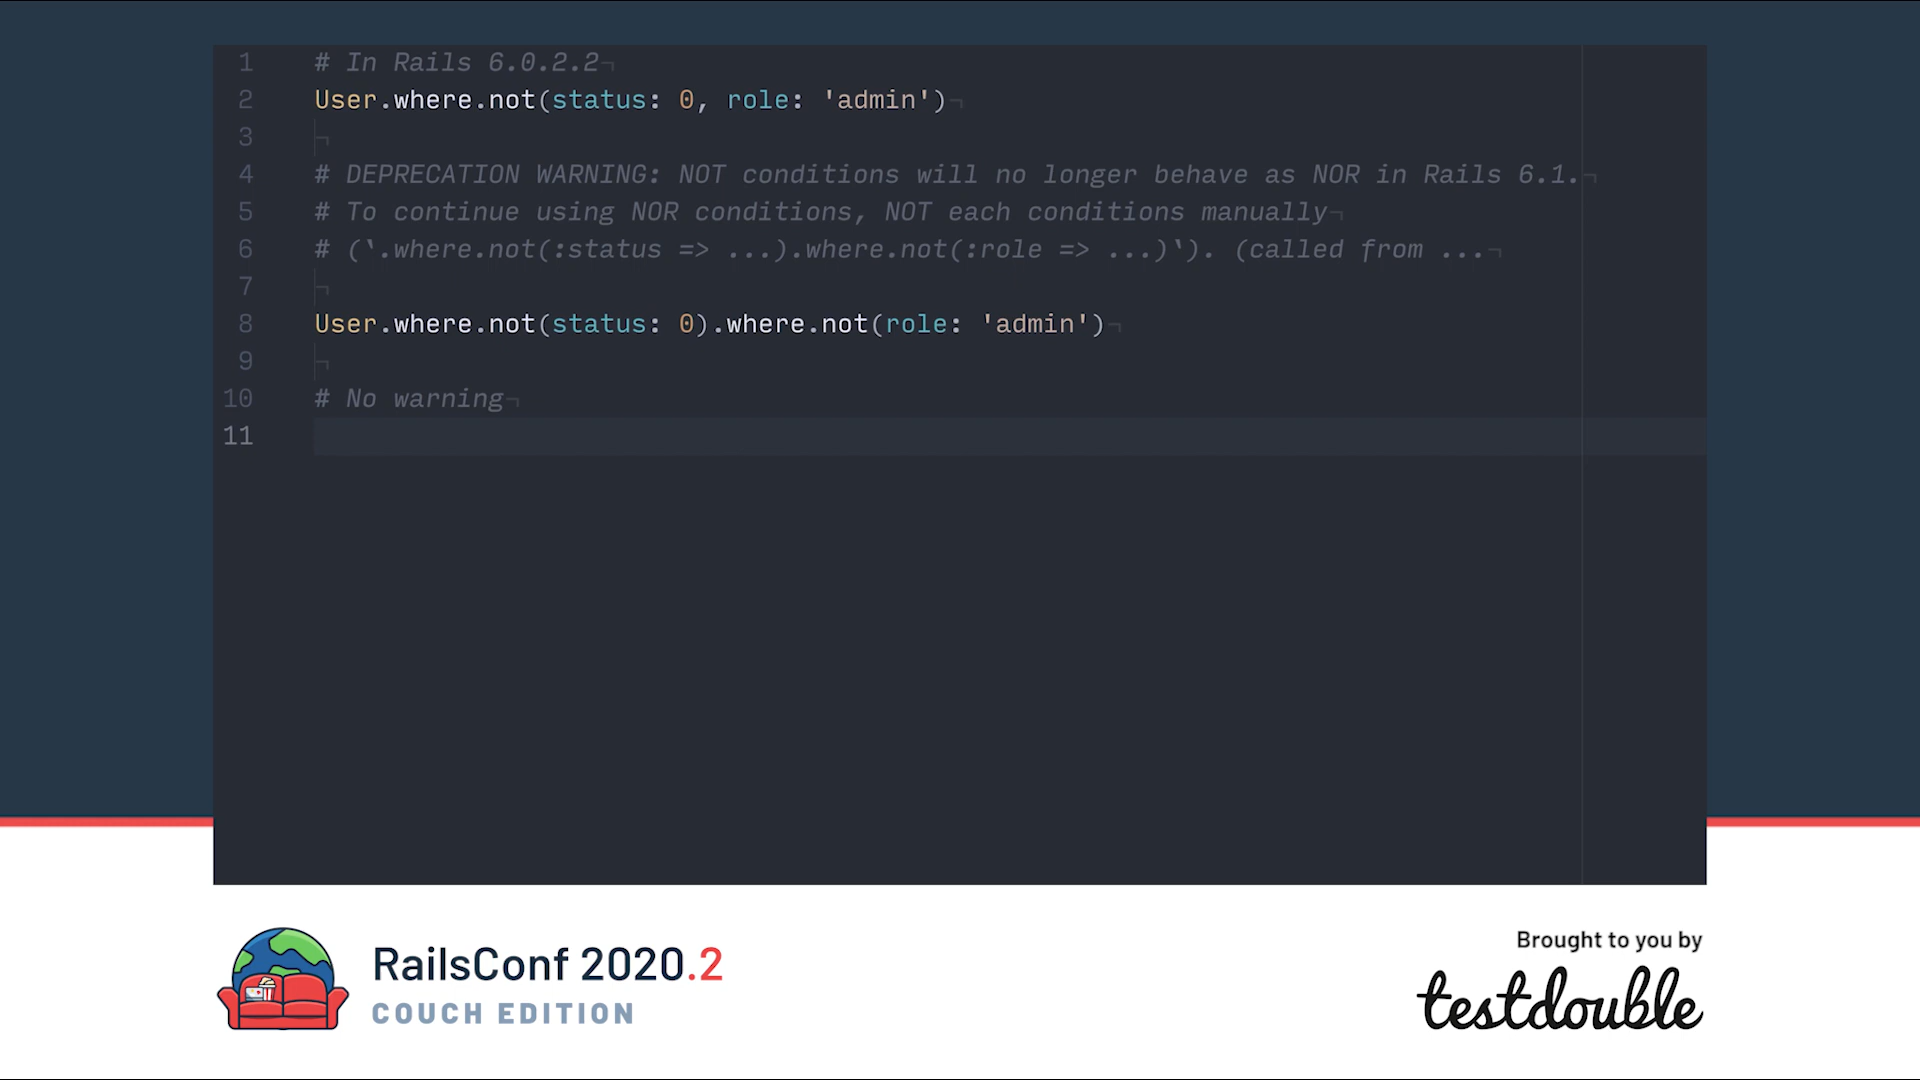 1 # In Rails 6.0.2.2¬
2 User.where.not(status: 0, role: 'admin')¬
3 ¬
4 # DEPRECATION WARNING: NOT conditions will no longer behave as NOR in Rails 6.1.¬
5 # To continue using NOR conditions, NOT each conditions manually¬
6 # (`.where.not(:status => ...).where.not(:role => ...)`). (called from ...¬
7 ¬
8 User.where.not(status: 0).where.not(role: 'admin')¬
9 ¬
10 # No warning¬
11
RailsConf 2020.2
COUCH EDITION
Brought to you by
testdouble